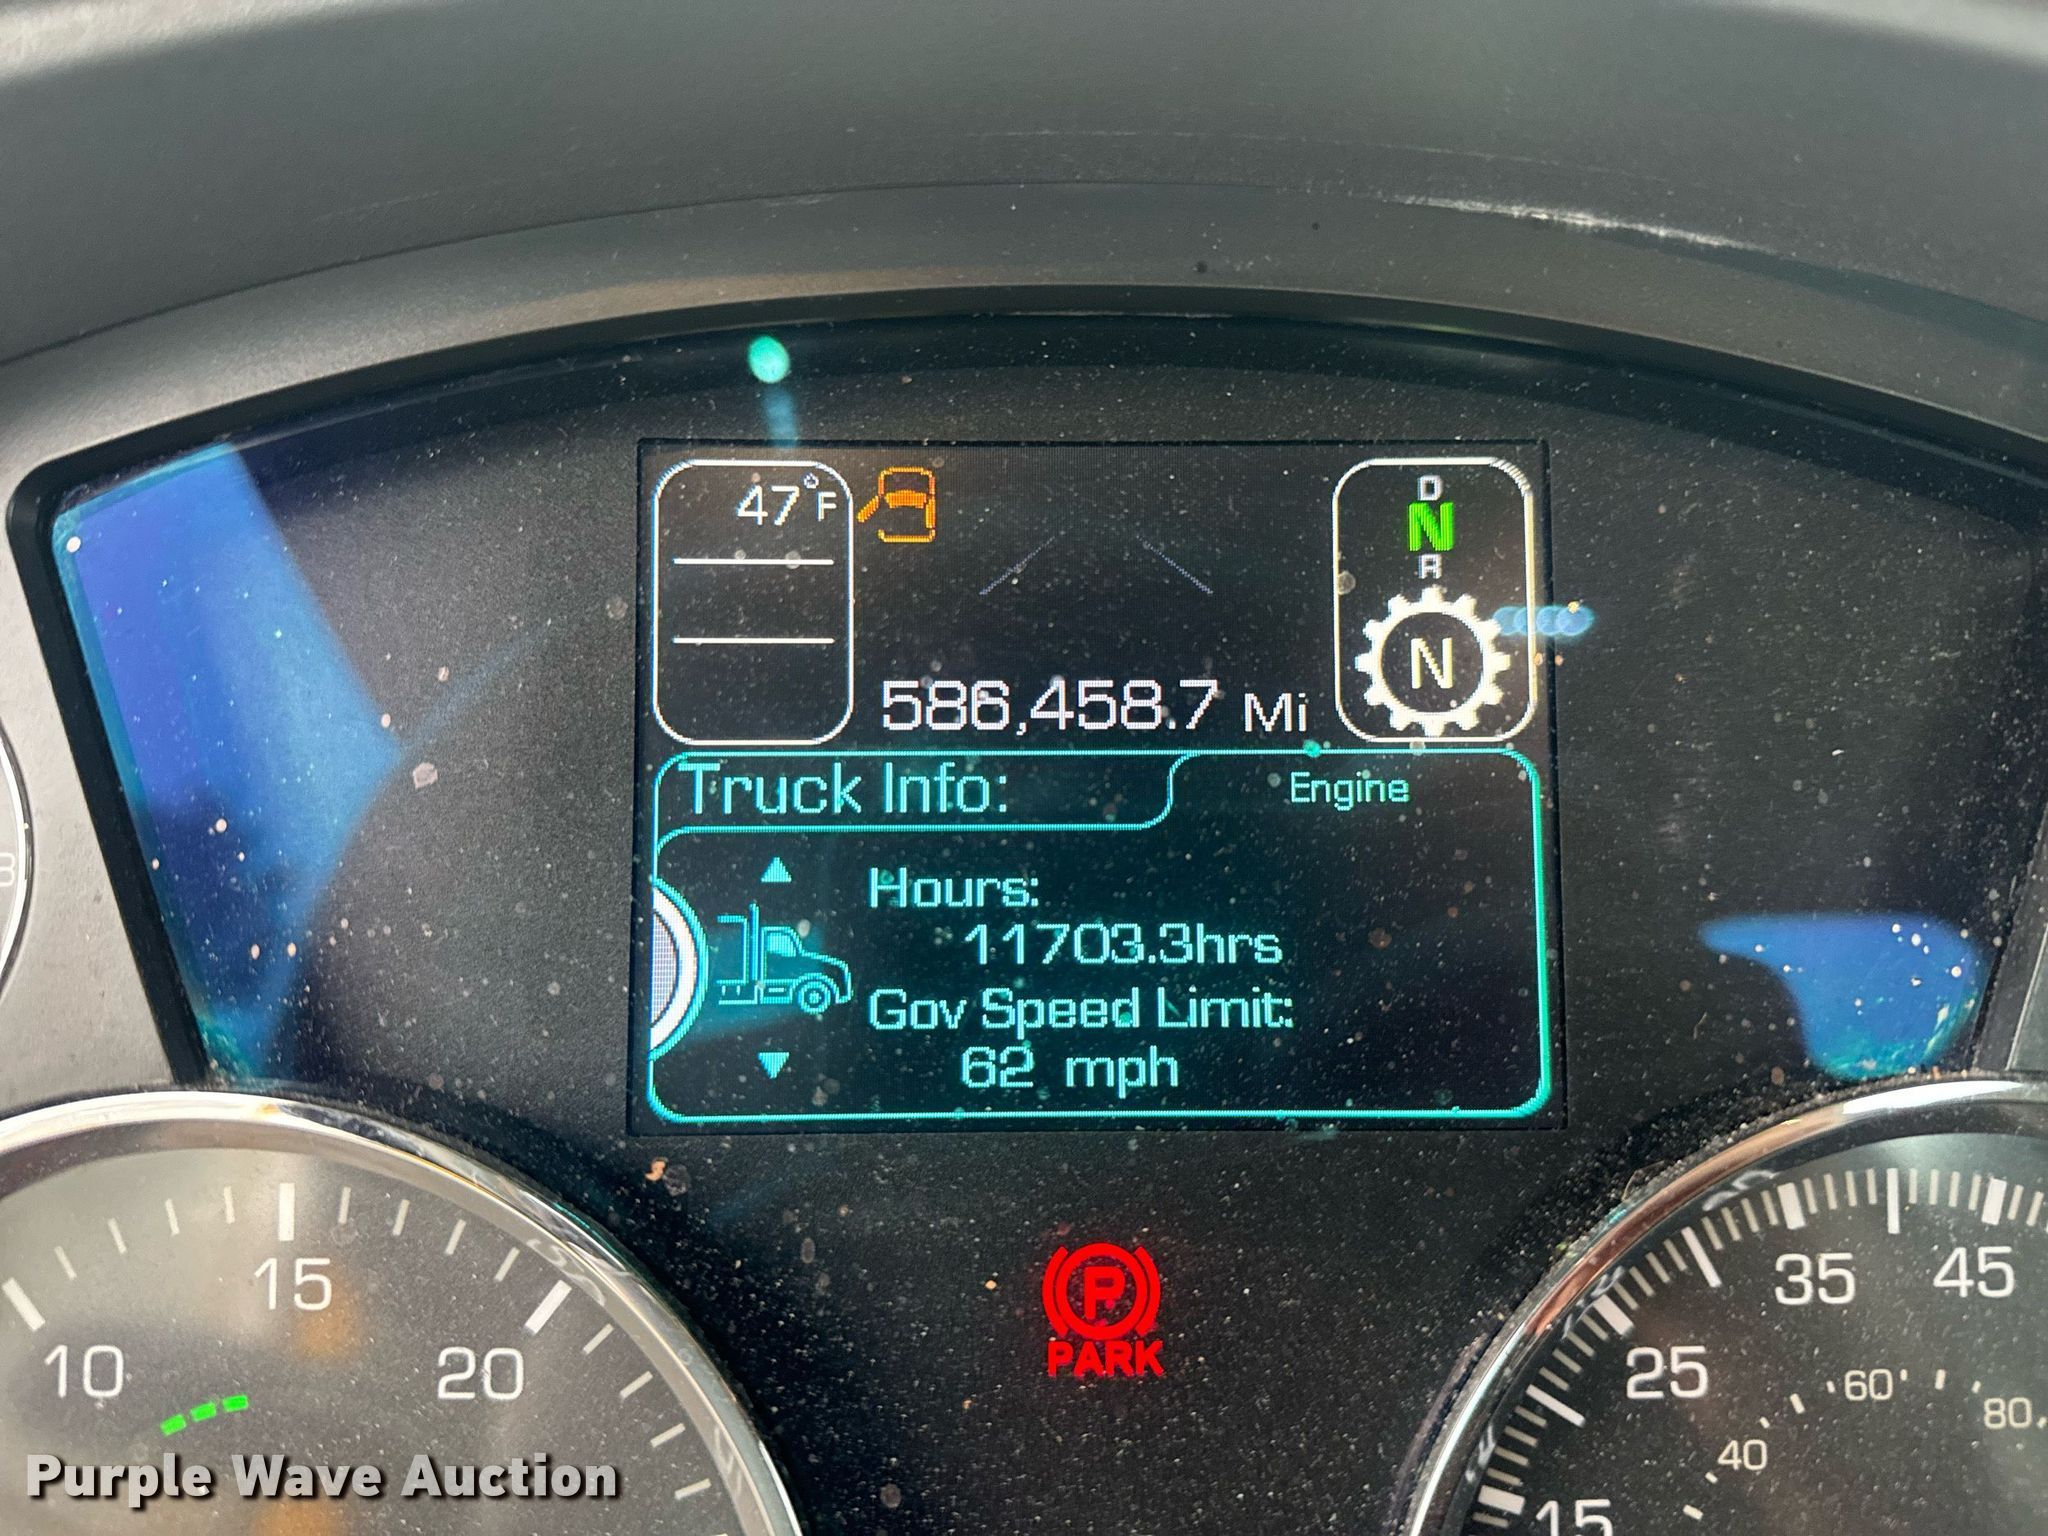 47°F
D
N
R
N
586,458.7 Mi
Truck Info:
Engine
Hours:
11703.3hrs
Gov Speed Limit:
62 mph
P
PARK
10
15
20
15
25
35
45
40
60
80
Purple Wave Auction